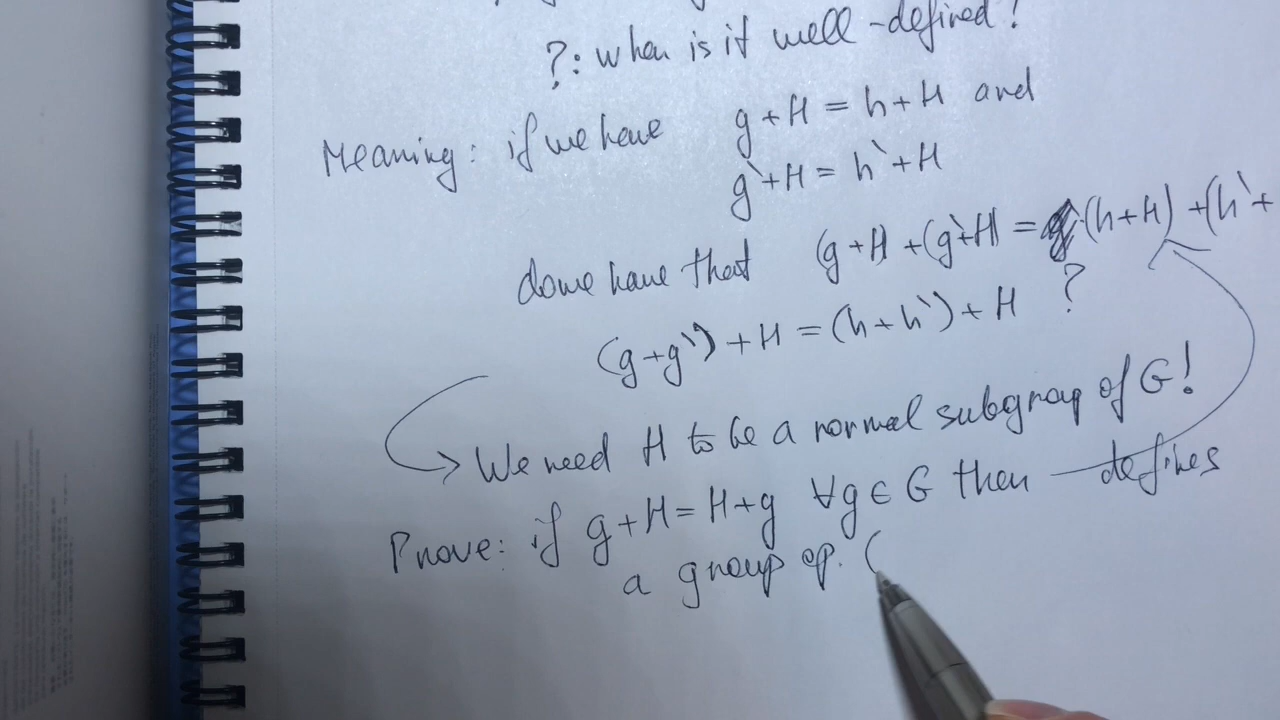 ?: when is it well-defined?
Meaning: if we have g+H = h+H and
g`+H = h`+H
do we have that (g+H)+(g`+H) = (h+H)+(h`+
(g+g`)+H = (h+h`)+H ?
We need H to be a normal subgroup of G!
Prove: if g+H=H+g ∀g∈G then — defines
a group op. (